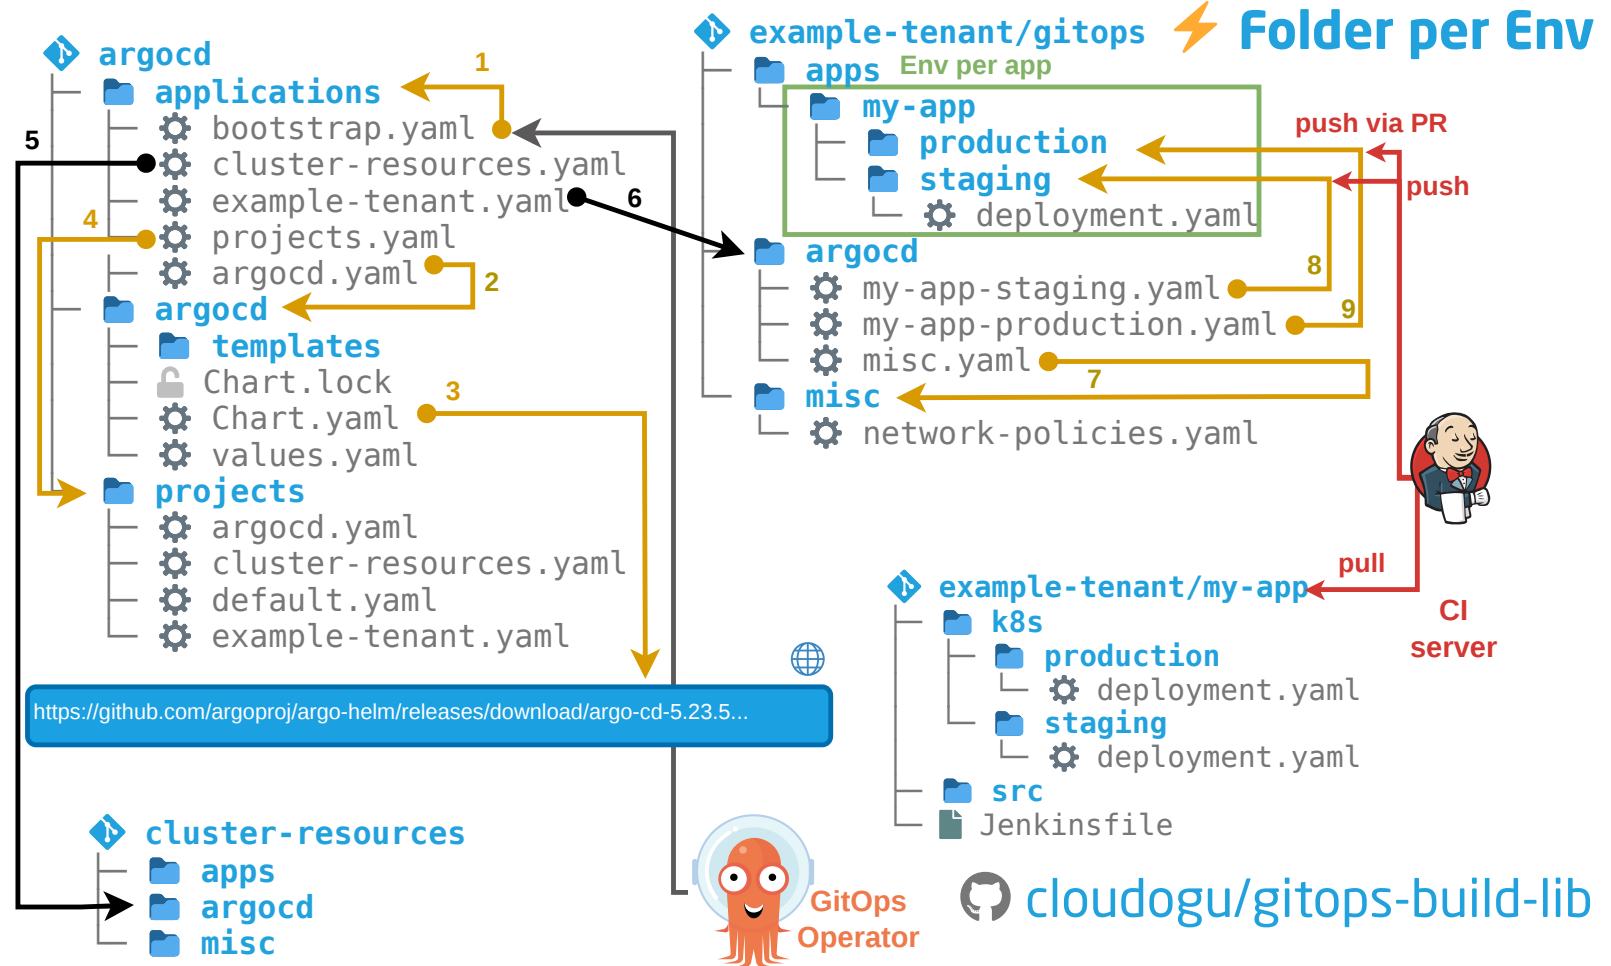 argocd
applications
1
bootstrap.yaml
5
cluster-resources.yaml
example-tenant.yaml
6
4
projects.yaml
argocd.yaml
2
argocd
templates
Chart.lock
3
Chart.yaml
values.yaml
projects
argocd.yaml
cluster-resources.yaml
default.yaml
example-tenant.yaml
https://github.com/argoproj/argo-helm/releases/download/argo-cd-5.23.5...
cluster-resources
apps
argocd
misc
GitOps
Operator
example-tenant/gitops
Folder per Env
apps
Env per app
my-app
production
push via PR
staging
push
deployment.yaml
argocd
8
my-app-staging.yaml
9
my-app-production.yaml
misc.yaml
7
misc
network-policies.yaml
pull
example-tenant/my-app
CI
server
k8s
production
deployment.yaml
staging
deployment.yaml
src
Jenkinsfile
cloudogu/gitops-build-lib